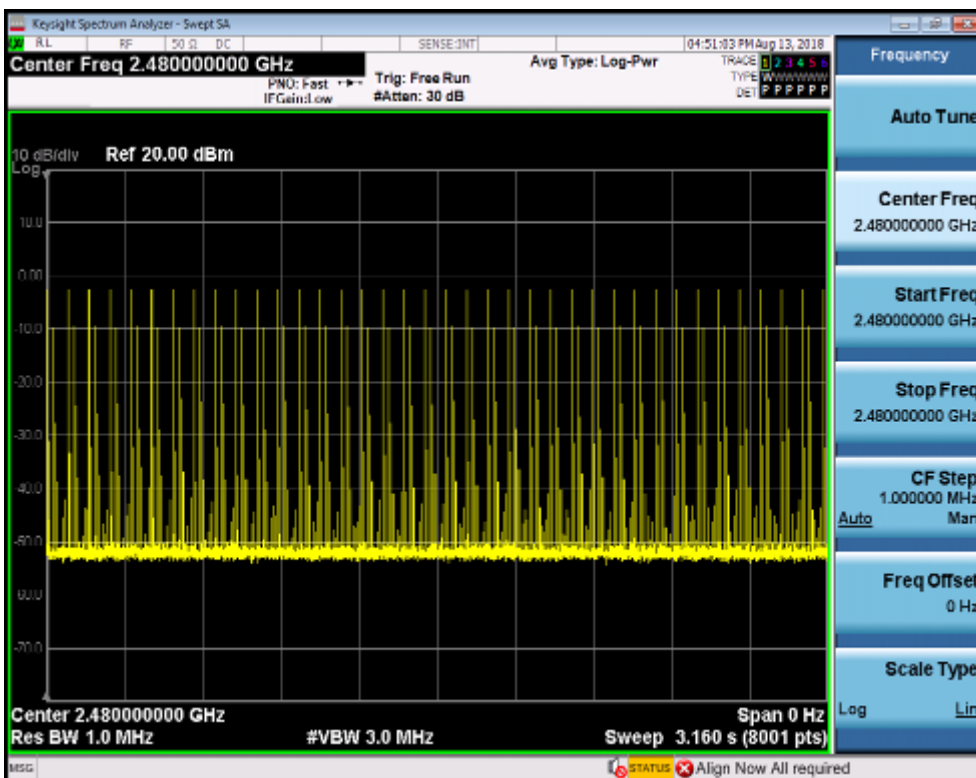 Keysight Spectrum Analyzer - Swept SA
RL RF 50 Ω DC SENSE:INT 04:51:03 PM Aug 13, 2018
Center Freq 2.480000000 GHz Avg Type: Log-Pwr TRACE 1 2 3 4 5 6
PNO: Fast Trig: Free Run TYPE WWWWWW
IFGain:Low #Atten: 30 dB DET P P P P P P
10 dB/div Ref 20.00 dBm
Log
10.0
0.00
-10.0
-20.0
-30.0
-40.0
-50.0
-60.0
-70.0
Center 2.480000000 GHz Span 0 Hz
Res BW 1.0 MHz #VBW 3.0 MHz Sweep 3.160 s (8001 pts)
MSG STATUS Align Now All required
Frequency
Auto Tune
Center Freq
2.480000000 GHz
Start Freq
2.480000000 GHz
Stop Freq
2.480000000 GHz
CF Step
1.000000 MHz
Auto Man
Freq Offset
0 Hz
Scale Type
Log Lin